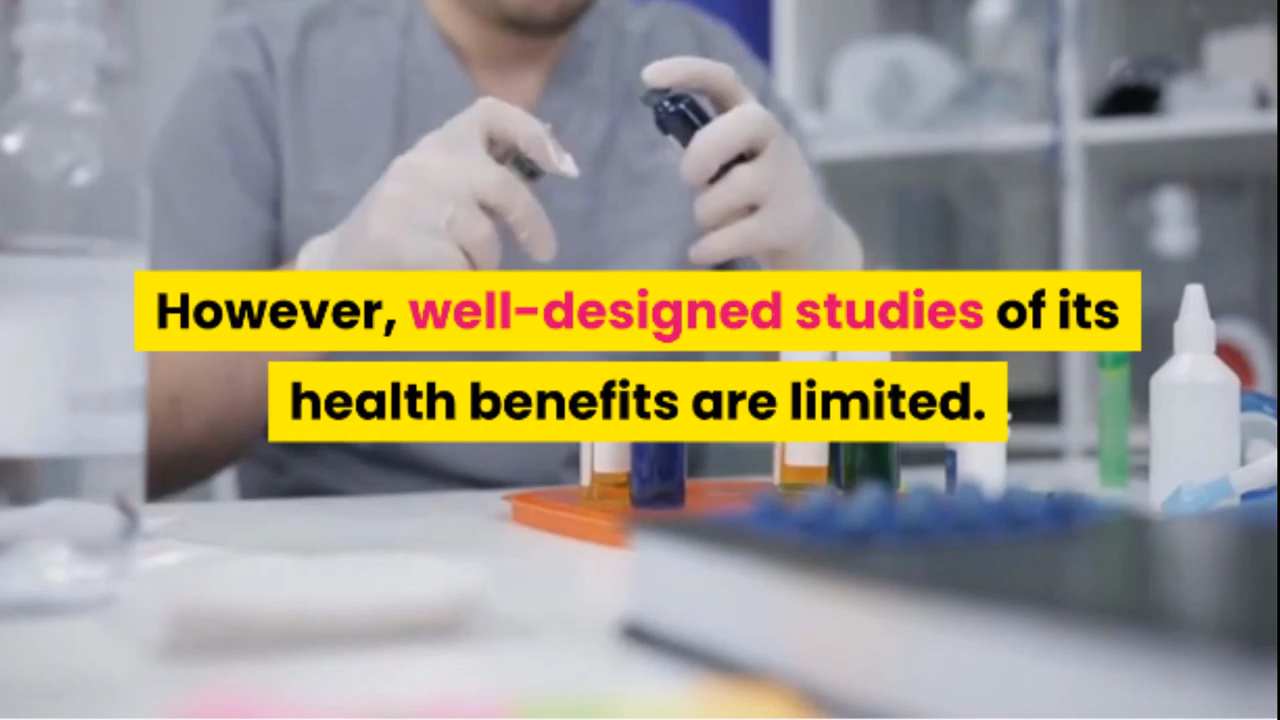 However, well-designed studies of its
health benefits are limited.